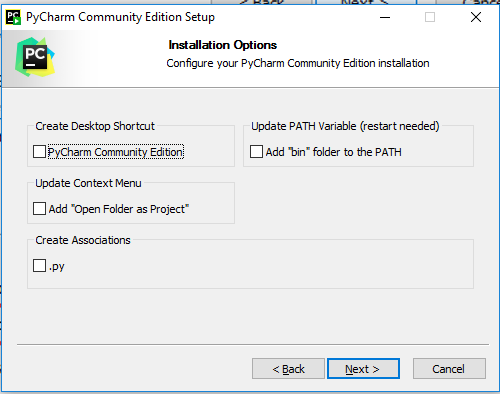 < Back Next >
PyCharm Community Edition Setup
PC
Installation Options
Configure your PyCharm Community Edition installation
Create Desktop Shortcut
PyCharm Community Edition
Update PATH Variable (restart needed)
Add "bin" folder to the PATH
Update Context Menu
Add "Open Folder as Project"
Create Associations
.py
< Back Next > Cancel